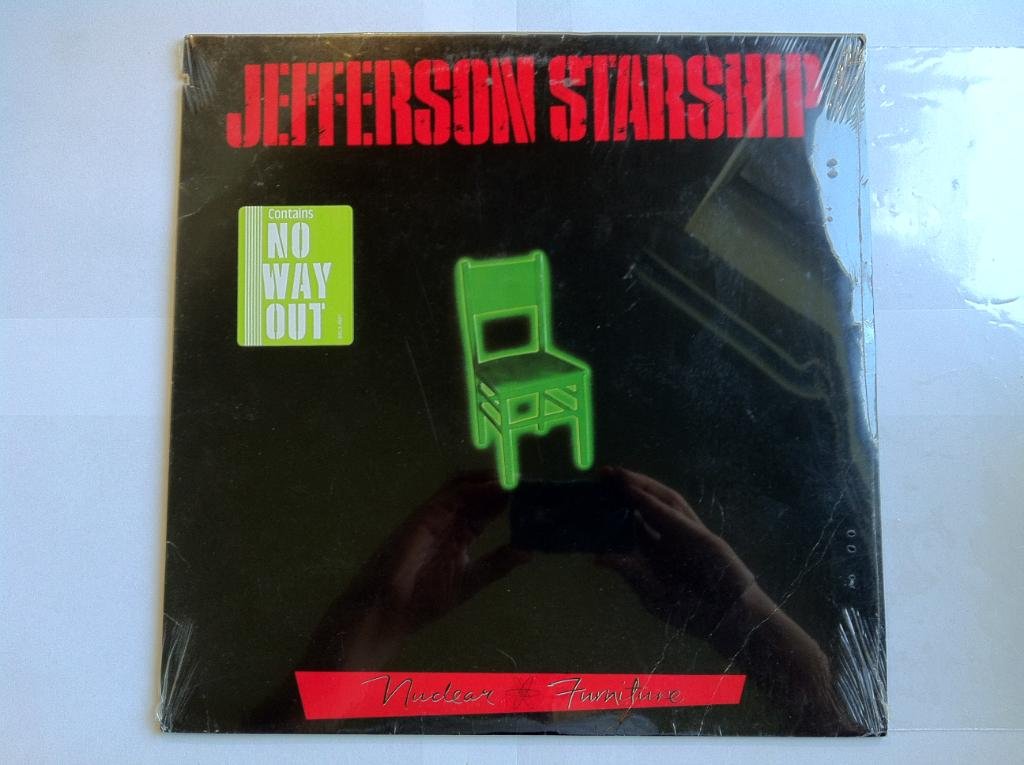 JEFFERSON STARSHIP
Contains
NO
WAY
OUT
Nuclear Furniture